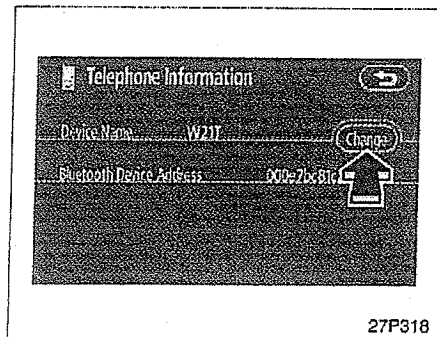 Telephone Information
Device Name W21T Change
Bluetooth Device Address
27P318